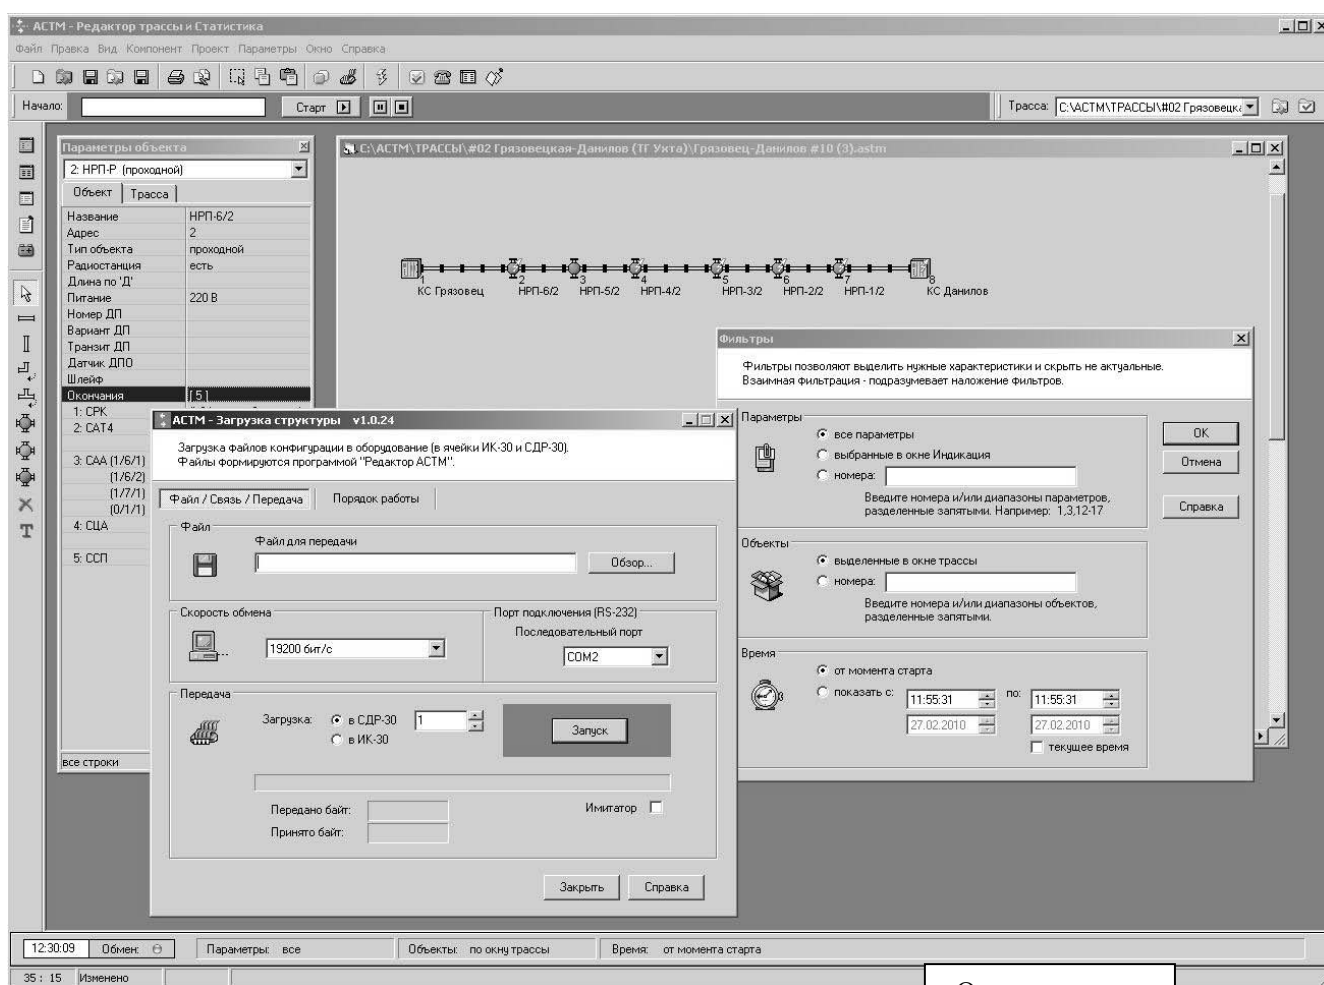 АСТМ - Редактор трассы и Статистика
Файл Правка Вид Компонент Проект Параметры Окно Справка
Начало: Старт Трасса: C:\АСТМ\ТРАССЫ\#02 Грязовецка
Параметры объекта
2: НРП-Р (проходной)
Объект Трасса
Название НРП-6/2
Адрес 2
Тип объекта проходной
Радиостанция есть
Длина по 'Д'
Питание 220 В
Номер ДП
Вариант ДП
Транзит ДП
Датчик ДПО
Шлейф
Окончания [ 5 ]
1: СРК
2: САТ4
3: САА (1/6/1)
(1/6/2)
(1/7/1)
(0/1/1)
4: СЦА
5: ССП
все строки
C:\АСТМ\ТРАССЫ\#02 Грязовецкая-Данилов (ТГ Ухта)\Грязовец-Данилов #10 (3).astm
1 2 3 4 5 6 7 8
КС Грязовец НРП-6/2 НРП-5/2 НРП-4/2 НРП-3/2 НРП-2/2 НРП-1/2 КС Данилов
Фильтры
Фильтры позволяют выделить нужные характеристики и скрыть не актуальные.
Взаимная фильтрация - подразумевает наложение фильтров.
Параметры
все параметры
выбранные в окне Индикация
номера:
Введите номера и/или диапазоны параметров,
разделенные запятыми. Например: 1,3,12-17
OK
Отмена
Справка
Объекты
выделенные в окне трассы
номера:
Введите номера и/или диапазоны объектов,
разделенные запятыми.
Время
от момента старта
показать с: 11:55:31 по: 11:55:31
27.02.2010 27.02.2010
текущее время
АСТМ - Загрузка структуры v1.0.24
Загрузка файлов конфигурации в оборудование (в ячейки ИК-30 и СДР-30).
Файлы формируются программой "Редактор АСТМ".
Файл / Связь / Передача Порядок работы
Файл
Файл для передачи
Обзор...
Скорость обмена
19200 бит/с
Порт подключения (RS-232)
Последовательный порт
COM2
Передача
Загрузка: в СДР-30 1
в ИК-30
Запуск
Передано байт:
Принято байт:
Имитатор
Закрыть Справка
12:30:09 Обмен: Параметры: все Объекты: по окну трассы Время: от момента старта
35 : 15 Изменено